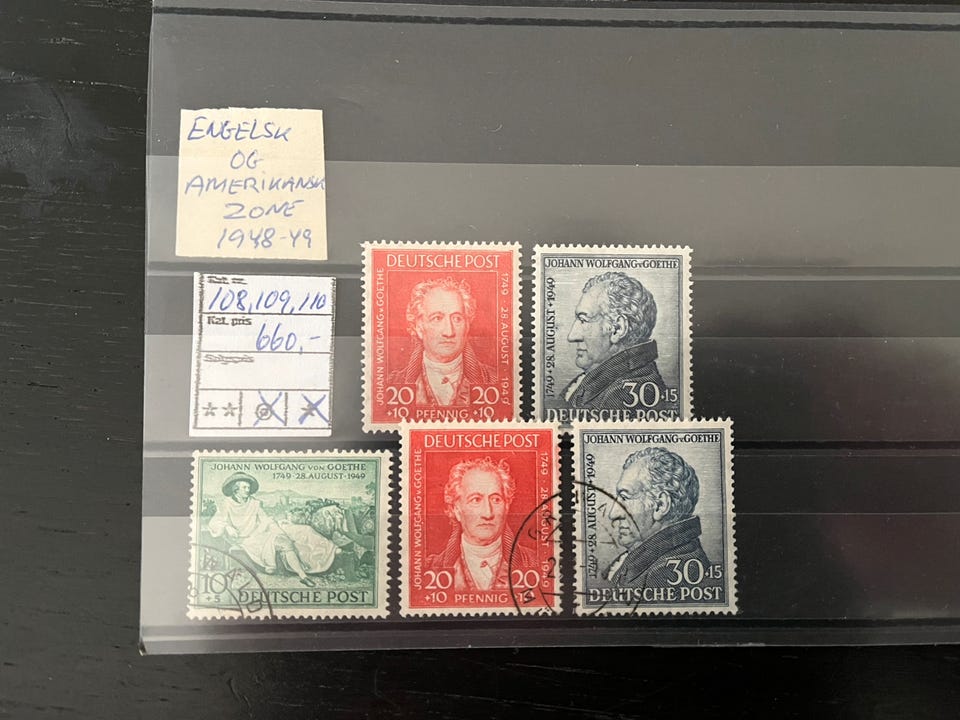 ENGELSK
OG
AMERIKANSK
ZONE
1948-49
108,109,110
Kat. pris
660,-
DEUTSCHE POST
JOHANN WOLFGANG v. GOETHE
1749 28 AUGUST 1949
20 20
+10 PFENNIG +10
JOHANN WOLFGANG v. GOETHE
1749 • 28. AUGUST • 1949
30+15
DEUTSCHE POST
JOHANN WOLFGANG VON GOETHE
1749 · 28. AUGUST · 1949
10
+5
DEUTSCHE POST
DEUTSCHE POST
JOHANN WOLFGANG v. GOETHE
1749 28 AUGUST 1949
20 20
+10 PFENNIG +10
JOHANN WOLFGANG v. GOETHE
1749 • 28. AUGUST • 1949
30+15
DEUTSCHE POST